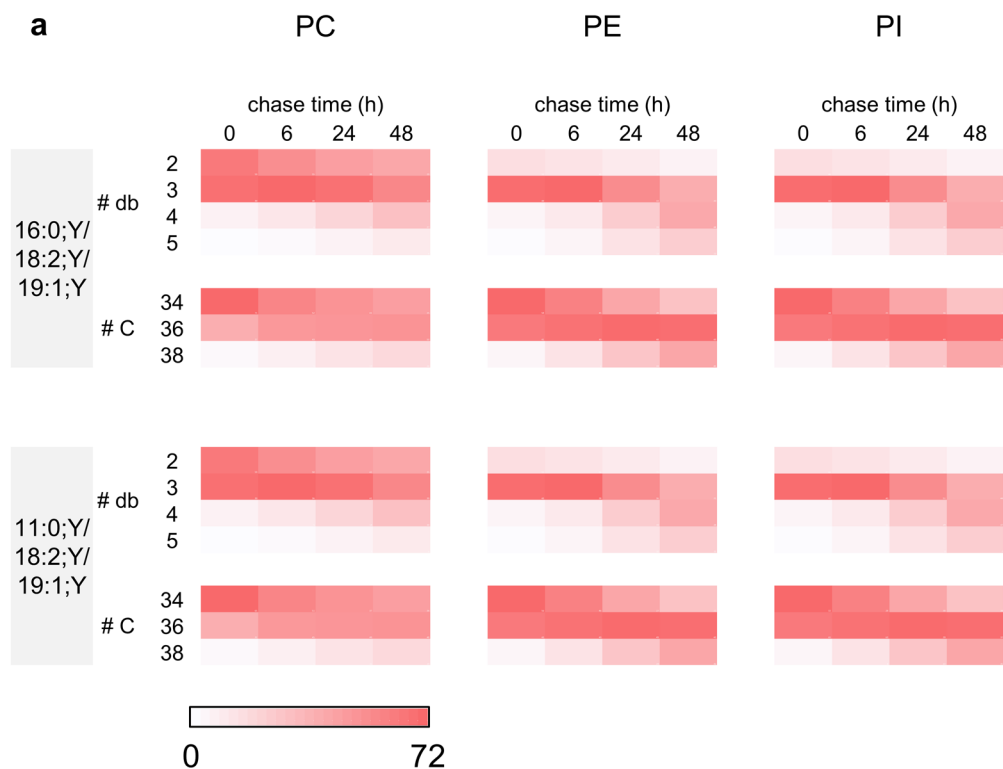 a
PC PE PI
chase time (h) chase time (h) chase time (h)
0 6 24 48 0 6 24 48 0 6 24 48
16:0;Y/
18:2;Y/
19:1;Y
# db
2
3
4
5
# C
34
36
38
11:0;Y/
18:2;Y/
19:1;Y
# db
2
3
4
5
# C
34
36
38
0 72